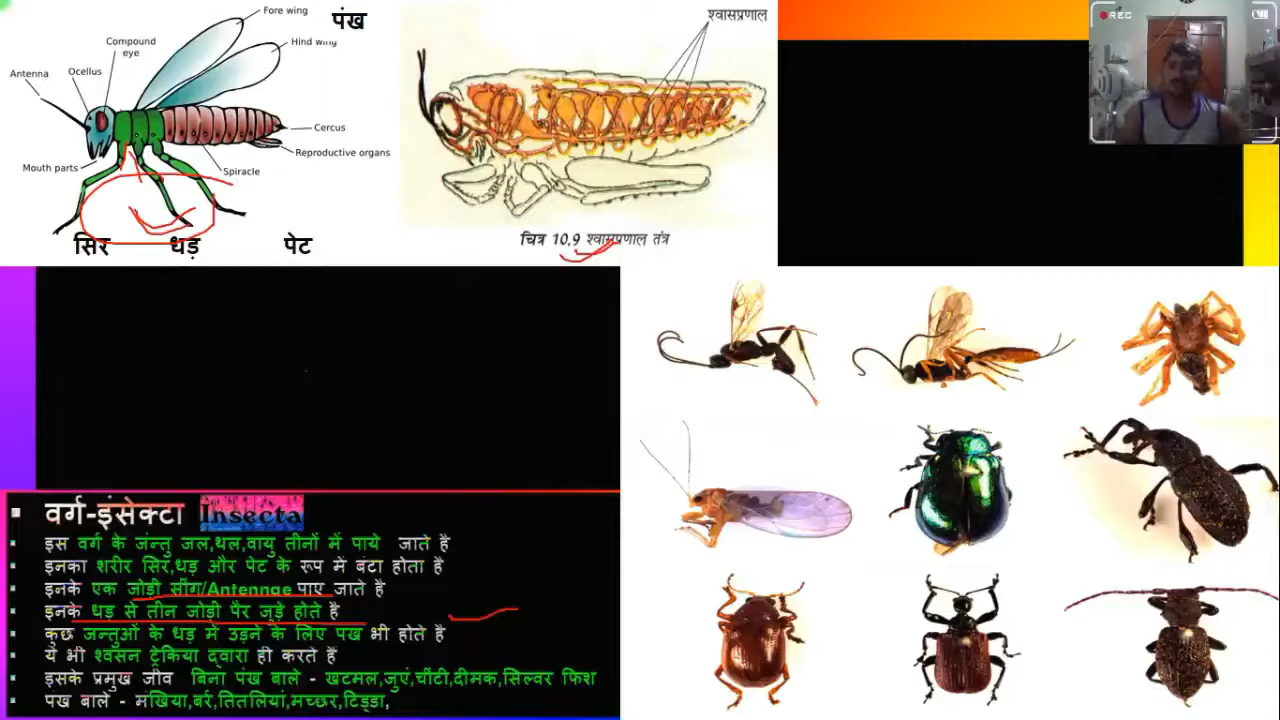 Fore wing
पंख
Hind wing
Compound
eye
Antenna
Ocellus
Cercus
Reproductive organs
Mouth parts
Spiracle
सिर धड़ पेट
श्वासप्रणाल
चित्र 10.9 श्वासप्रणाल तंत्र
REC
वर्ग-इंसेक्टा Insecta
इस वर्ग के जंन्तु जल,थल,वायु तीनों में पाये जाते है
इनका शरीर सिर,धड़ और पेट के रूप में बंटा होता है
इनके एक जोड़ी सींग/Antennae पाए जाते है
इनके धड़ से तीन जोड़ी पैर जुड़े होते है
कुछ जन्तुओं के धड़ में उड़ने के लिए पंख भी होते है
ये भी श्वसन ट्रेकिया द्वारा ही करते है
इसके प्रमुख जीव बिना पंख बाले - खटमल,जुएं,चींटी,दीमक,सिल्वर फिश
पख बाले - मंखिया,बर्र,तितलियां,मच्छर,टिड्डा,